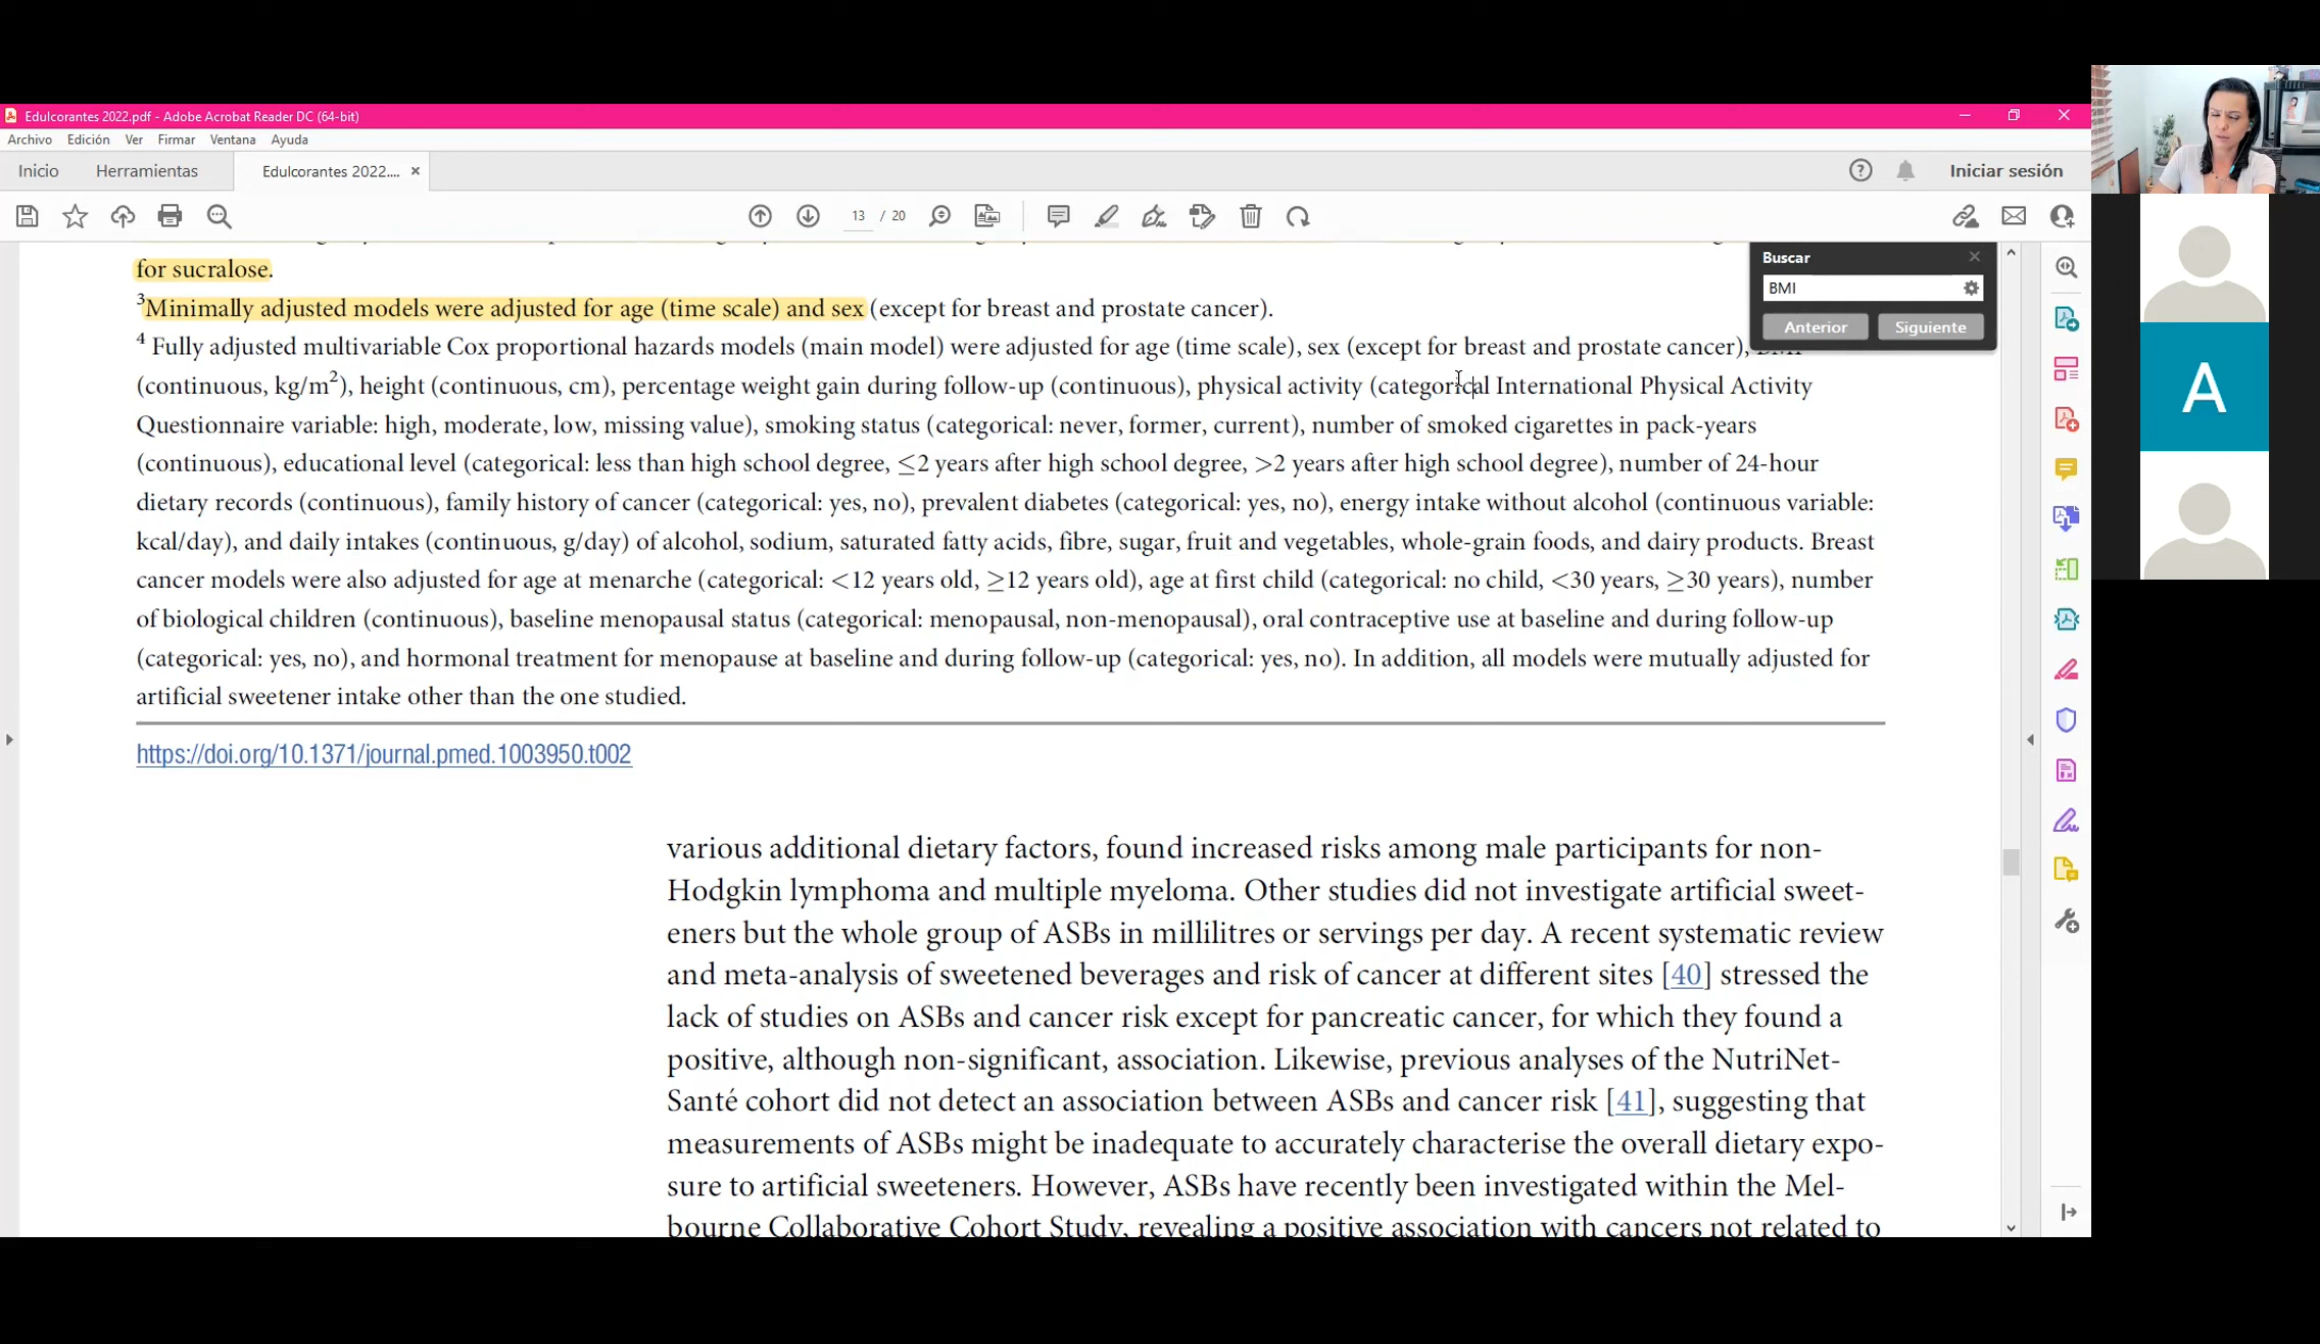 Edulcorantes 2022.pdf - Adobe Acrobat Reader DC (64-bit)
Archivo Edición Ver Firmar Ventana Ayuda
Inicio Herramientas Edulcorantes 2022.... × Iniciar sesión
13 / 20
for sucralose.
Buscar
BMI
Anterior Siguiente
3Minimally adjusted models were adjusted for age (time scale) and sex (except for breast and prostate cancer).
4 Fully adjusted multivariable Cox proportional hazards models (main model) were adjusted for age (time scale), sex (except for breast and prostate cancer), BMI
(continuous, kg/m2), height (continuous, cm), percentage weight gain during follow-up (continuous), physical activity (categorical International Physical Activity
Questionnaire variable: high, moderate, low, missing value), smoking status (categorical: never, former, current), number of smoked cigarettes in pack-years
(continuous), educational level (categorical: less than high school degree, ≤2 years after high school degree, >2 years after high school degree), number of 24-hour
dietary records (continuous), family history of cancer (categorical: yes, no), prevalent diabetes (categorical: yes, no), energy intake without alcohol (continuous variable:
kcal/day), and daily intakes (continuous, g/day) of alcohol, sodium, saturated fatty acids, fibre, sugar, fruit and vegetables, whole-grain foods, and dairy products. Breast
cancer models were also adjusted for age at menarche (categorical: <12 years old, ≥12 years old), age at first child (categorical: no child, <30 years, ≥30 years), number
of biological children (continuous), baseline menopausal status (categorical: menopausal, non-menopausal), oral contraceptive use at baseline and during follow-up
(categorical: yes, no), and hormonal treatment for menopause at baseline and during follow-up (categorical: yes, no). In addition, all models were mutually adjusted for
artificial sweetener intake other than the one studied.
https://doi.org/10.1371/journal.pmed.1003950.t002
various additional dietary factors, found increased risks among male participants for non-
Hodgkin lymphoma and multiple myeloma. Other studies did not investigate artificial sweet-
eners but the whole group of ASBs in millilitres or servings per day. A recent systematic review
and meta-analysis of sweetened beverages and risk of cancer at different sites [40] stressed the
lack of studies on ASBs and cancer risk except for pancreatic cancer, for which they found a
positive, although non-significant, association. Likewise, previous analyses of the NutriNet-
Santé cohort did not detect an association between ASBs and cancer risk [41], suggesting that
measurements of ASBs might be inadequate to accurately characterise the overall dietary expo-
sure to artificial sweeteners. However, ASBs have recently been investigated within the Mel-
bourne Collaborative Cohort Study, revealing a positive association with cancers not related to
A